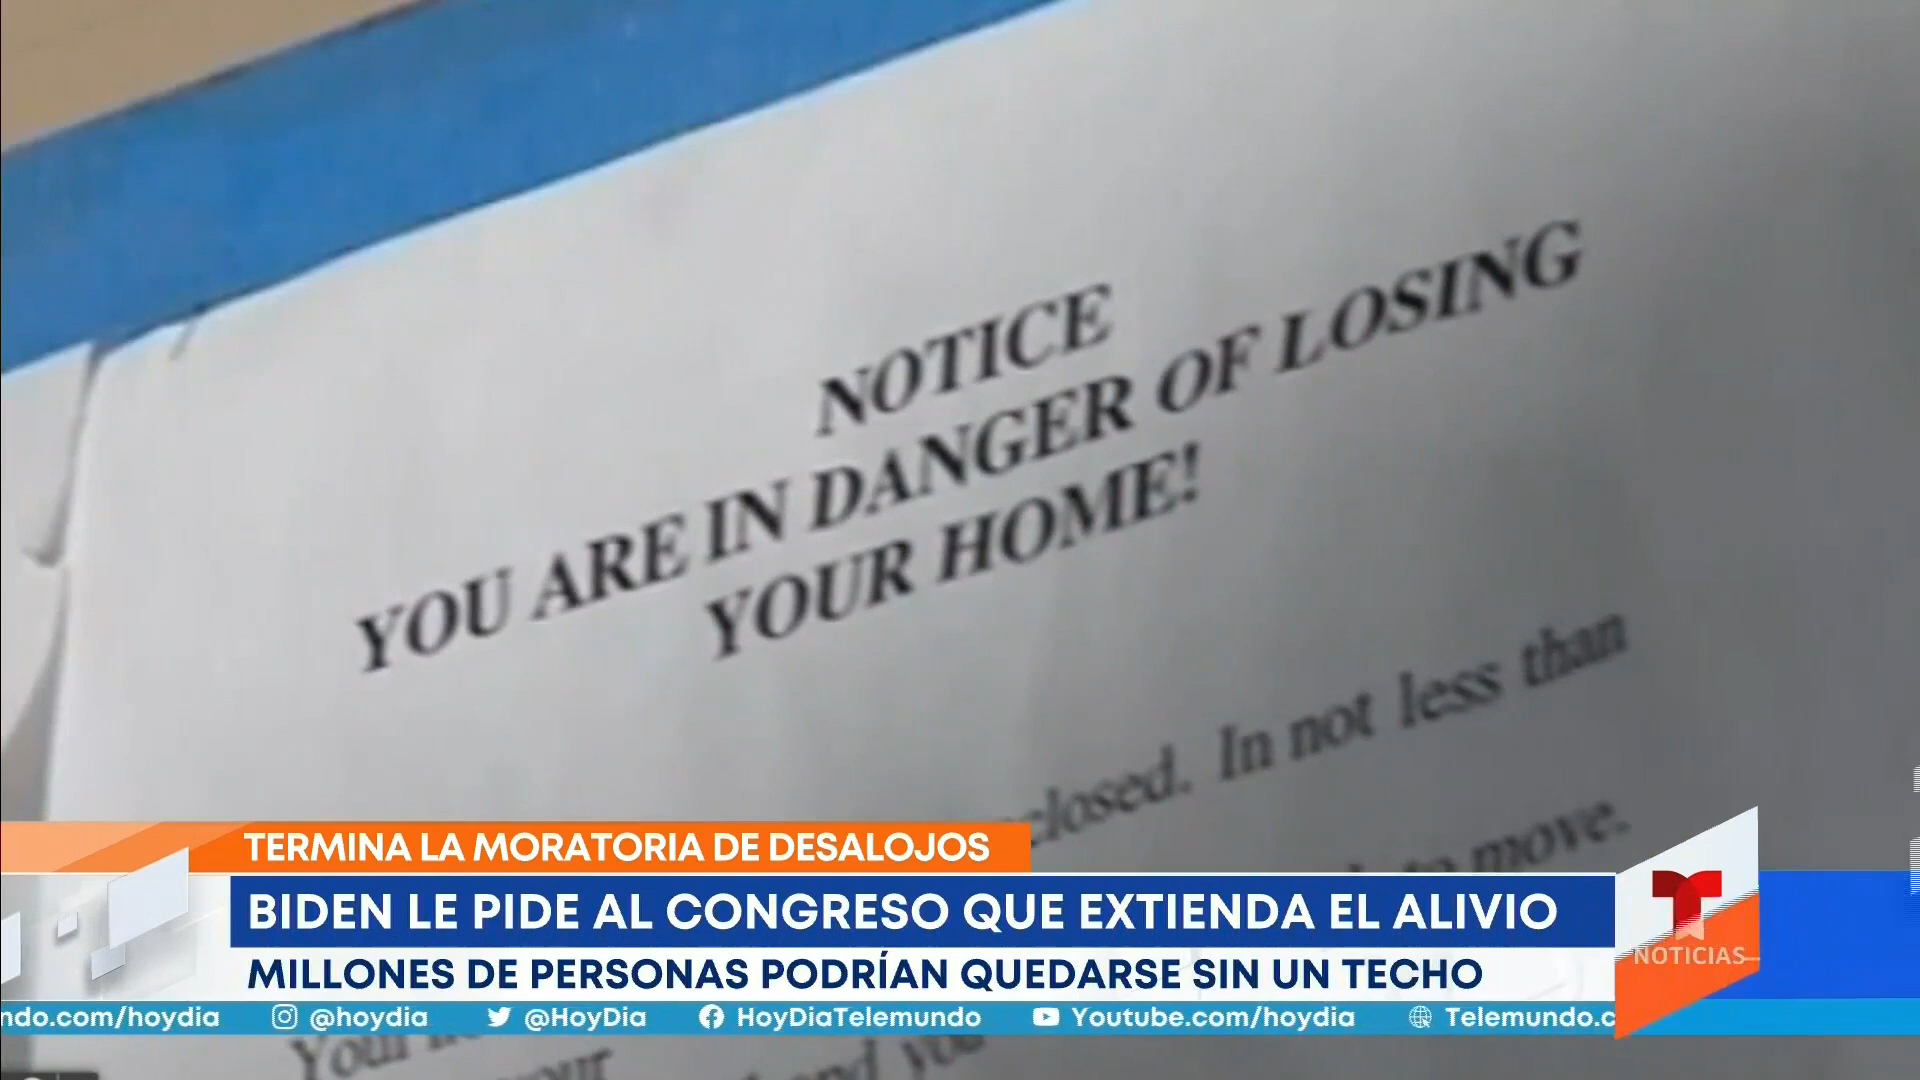 NOTICE
YOU ARE IN DANGER OF LOSING
YOUR HOME!
closed. In not less than
to move.
TERMINA LA MORATORIA DE DESALOJOS
BIDEN LE PIDE AL CONGRESO QUE EXTIENDA EL ALIVIO
MILLONES DE PERSONAS PODRÍAN QUEDARSE SIN UN TECHO
NOTICIAS
ndo.com/hoydia @hoydia @HoyDia HoyDiaTelemundo Youtube.com/hoydia Telemundo.c
your